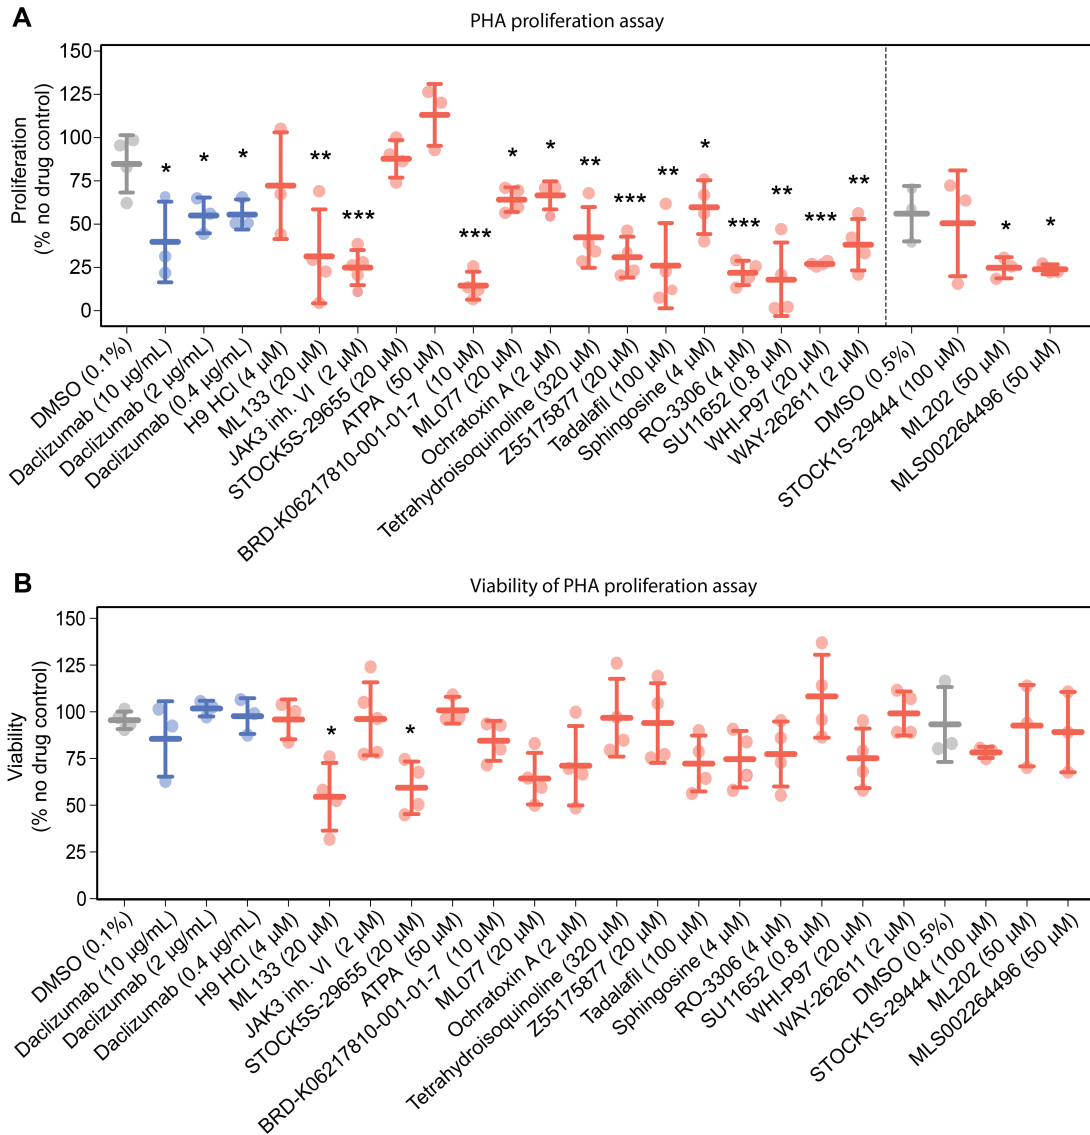 A
PHA proliferation assay
Proliferation
(% no drug control)
150
125
100
75
50
25
0
*
*
*
**
***
***
*
*
**
***
**
*
***
**
***
**
*
*
DMSO (0.1%)
Daclizumab (10 µg/mL)
Daclizumab (2 µg/mL)
Daclizumab (0.4 µg/mL)
H9 HCl (4 µM)
ML133 (20 µM)
JAK3 inh. VI (2 µM)
STOCK5S-29655 (20 µM)
ATPA (50 µM)
BRD-K06217810-001-01-7 (10 µM)
ML077 (20 µM)
Ochratoxin A (2 µM)
Tetrahydroisoquinoline (320 µM)
Z55175877 (20 µM)
Tadalafil (100 µM)
Sphingosine (4 µM)
RO-3306 (4 µM)
SU11652 (0.8 µM)
WHI-P97 (20 µM)
WAY-262611 (2 µM)
DMSO (0.5%)
STOCK1S-29444 (100 µM)
ML202 (50 µM)
MLS002264496 (50 µM)
B
Viability of PHA proliferation assay
Viability
(% no drug control)
150
125
100
75
50
25
0
*
*
DMSO (0.1%)
Daclizumab (10 µg/mL)
Daclizumab (2 µg/mL)
Daclizumab (0.4 µg/mL)
H9 HCl (4 µM)
ML133 (20 µM)
JAK3 inh. VI (2 µM)
STOCK5S-29655 (20 µM)
ATPA (50 µM)
BRD-K06217810-001-01-7 (10 µM)
ML077 (20 µM)
Ochratoxin A (2 µM)
Tetrahydroisoquinoline (320 µM)
Z55175877 (20 µM)
Tadalafil (100 µM)
Sphingosine (4 µM)
RO-3306 (4 µM)
SU11652 (0.8 µM)
WHI-P97 (20 µM)
WAY-262611 (2 µM)
DMSO (0.5%)
STOCK1S-29444 (100 µM)
ML202 (50 µM)
MLS002264496 (50 µM)